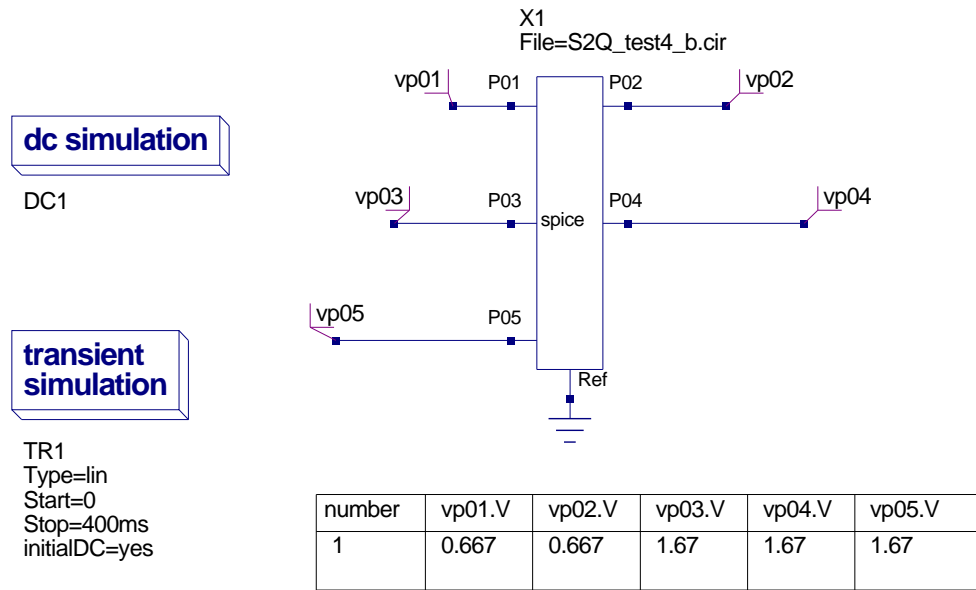 X1
File=S2Q_test4_b.cir
vp01 P01 P02 vp02
dc simulation
DC1
vp03 P03 P04 vp04
spice
vp05 P05
Ref
transient
simulation
TR1
Type=lin
Start=0
Stop=400ms
initialDC=yes
number vp01.V vp02.V vp03.V vp04.V vp05.V
1 0.667 0.667 1.67 1.67 1.67